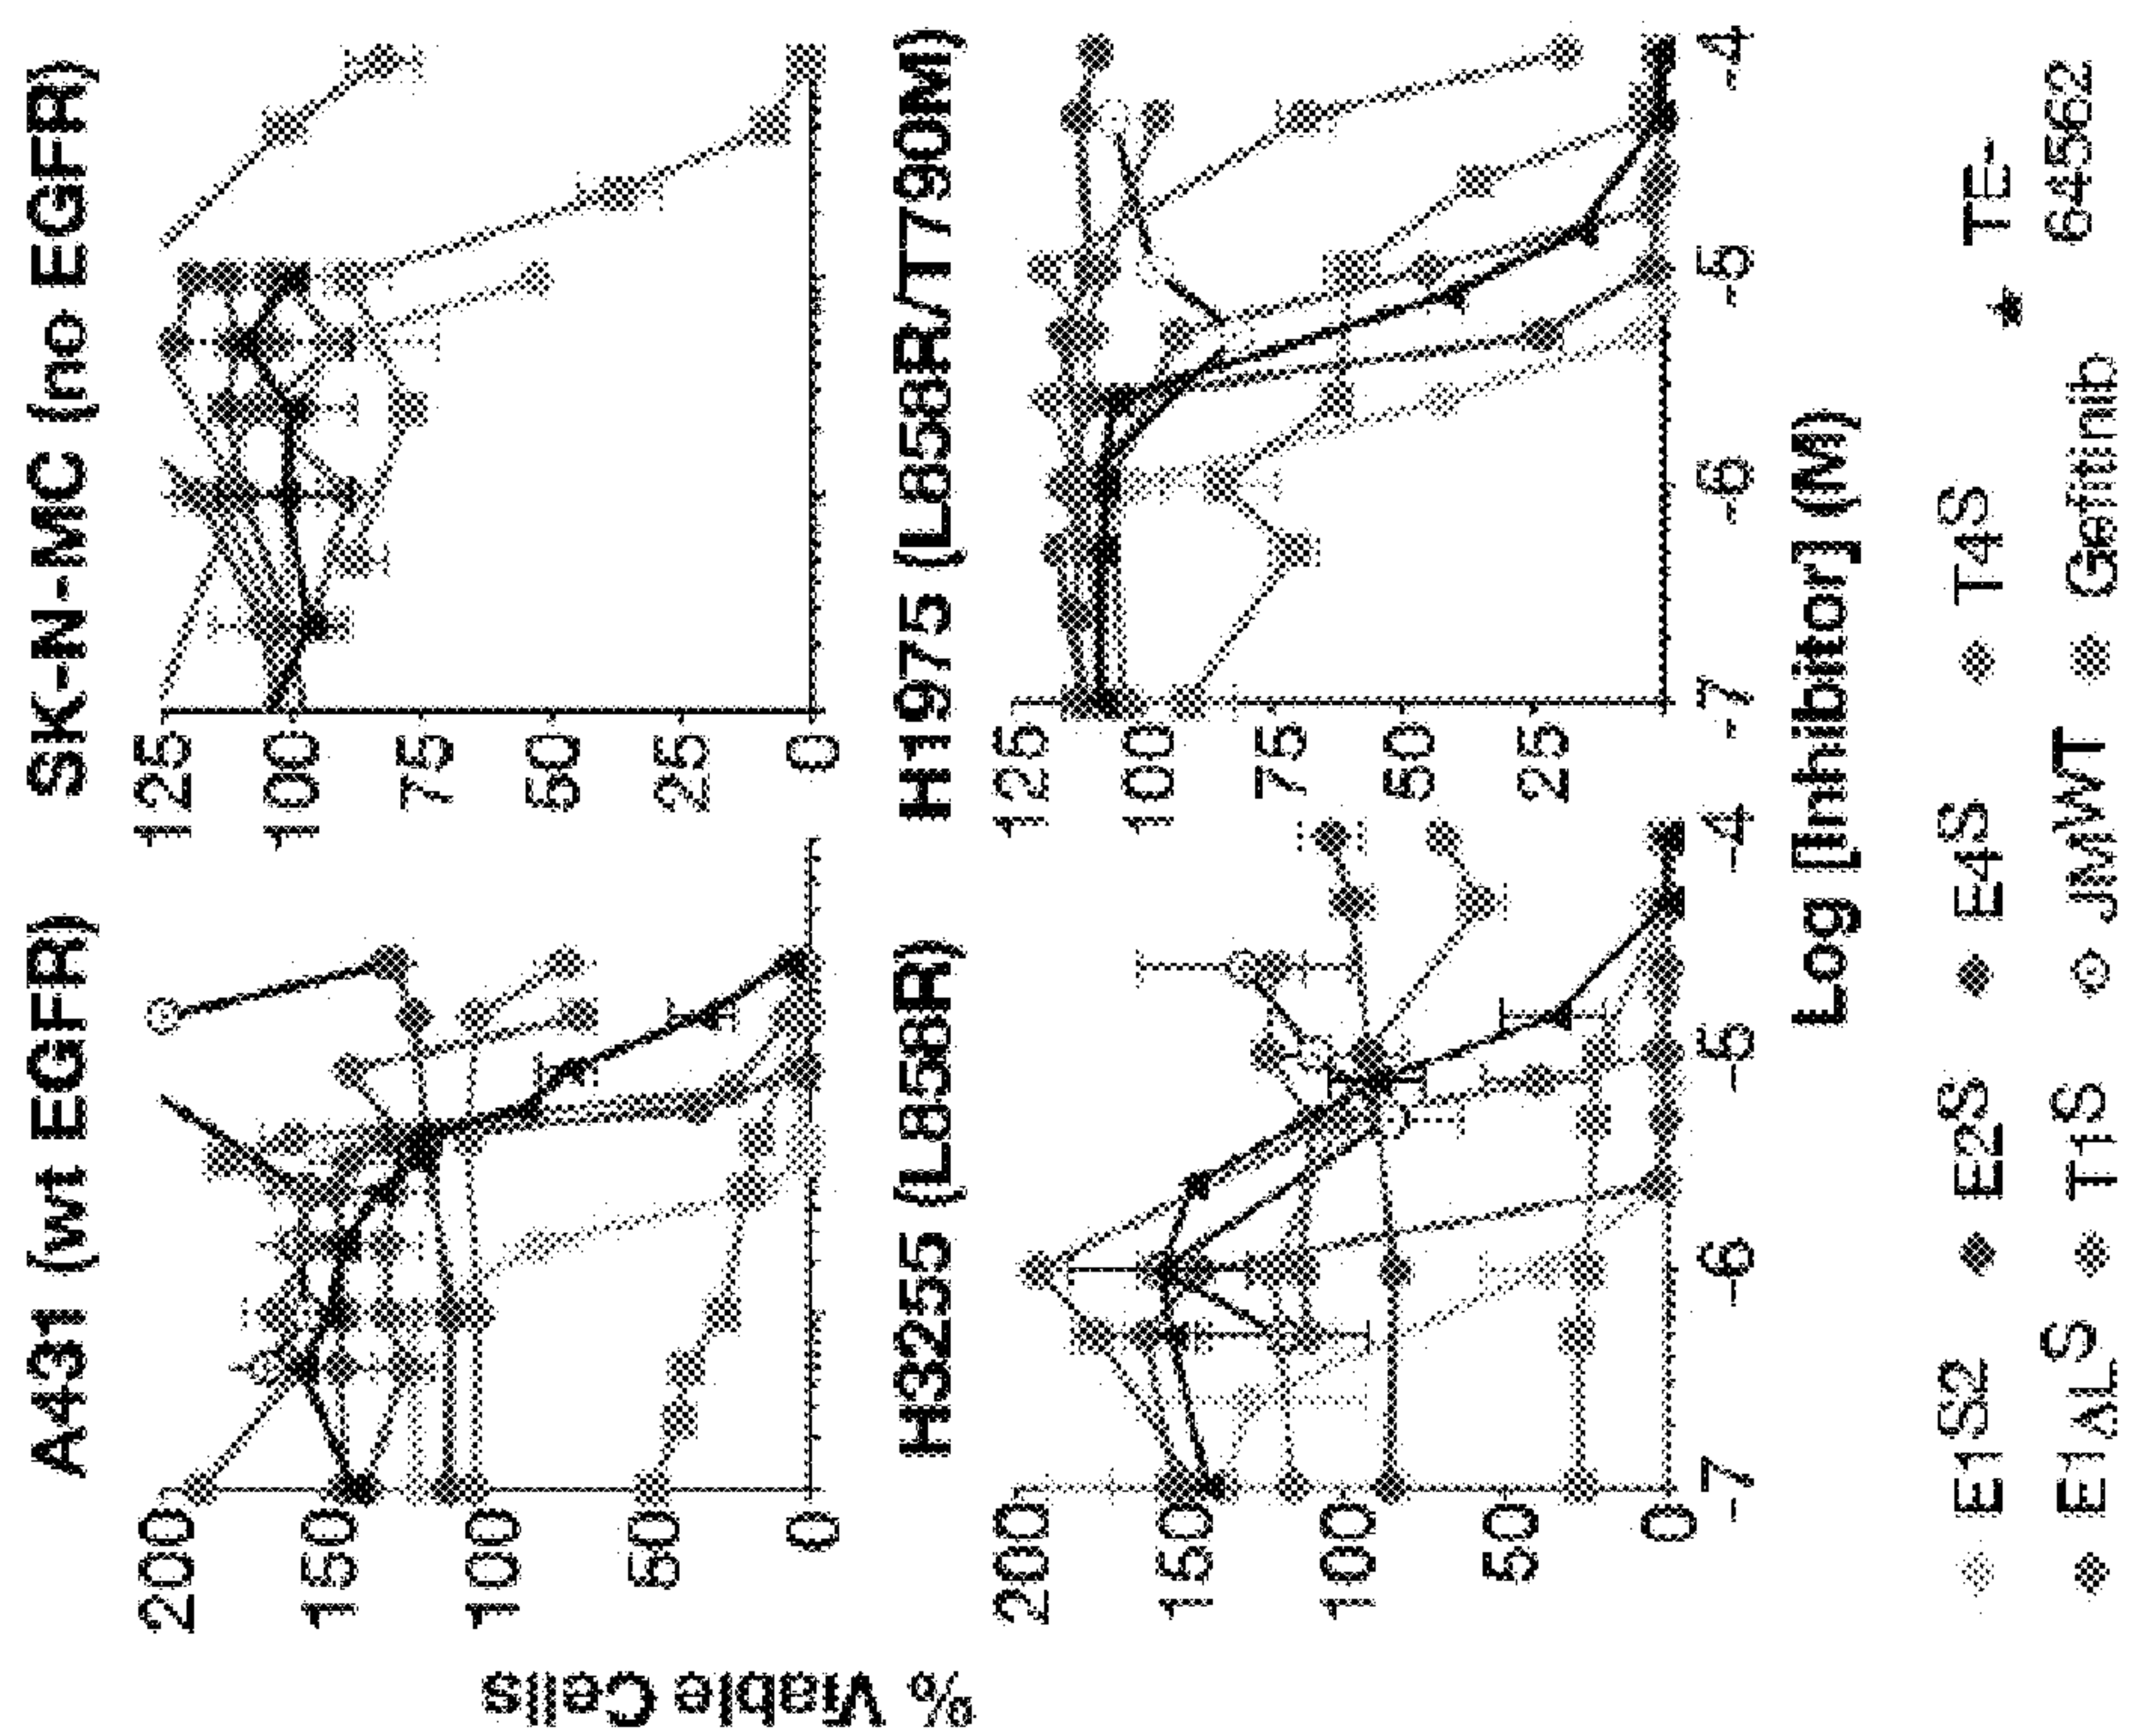 A431 (wt EGFR)
SK-N-MC (no EGFR)
200
150
100
50
0
125
100
75
50
25
0
% Viable Cells
H3255 (L858R)
H1975 (L858R/T790M)
200
150
100
50
0
-7
-6
-5
-4
125
100
75
50
25
-7
-6
-5
-4
Log [Inhibitor] (M)
E1S2
E2S
E4S
T4S
TE-
64562
E1ALS
T1S
JMWT
Gefitinib